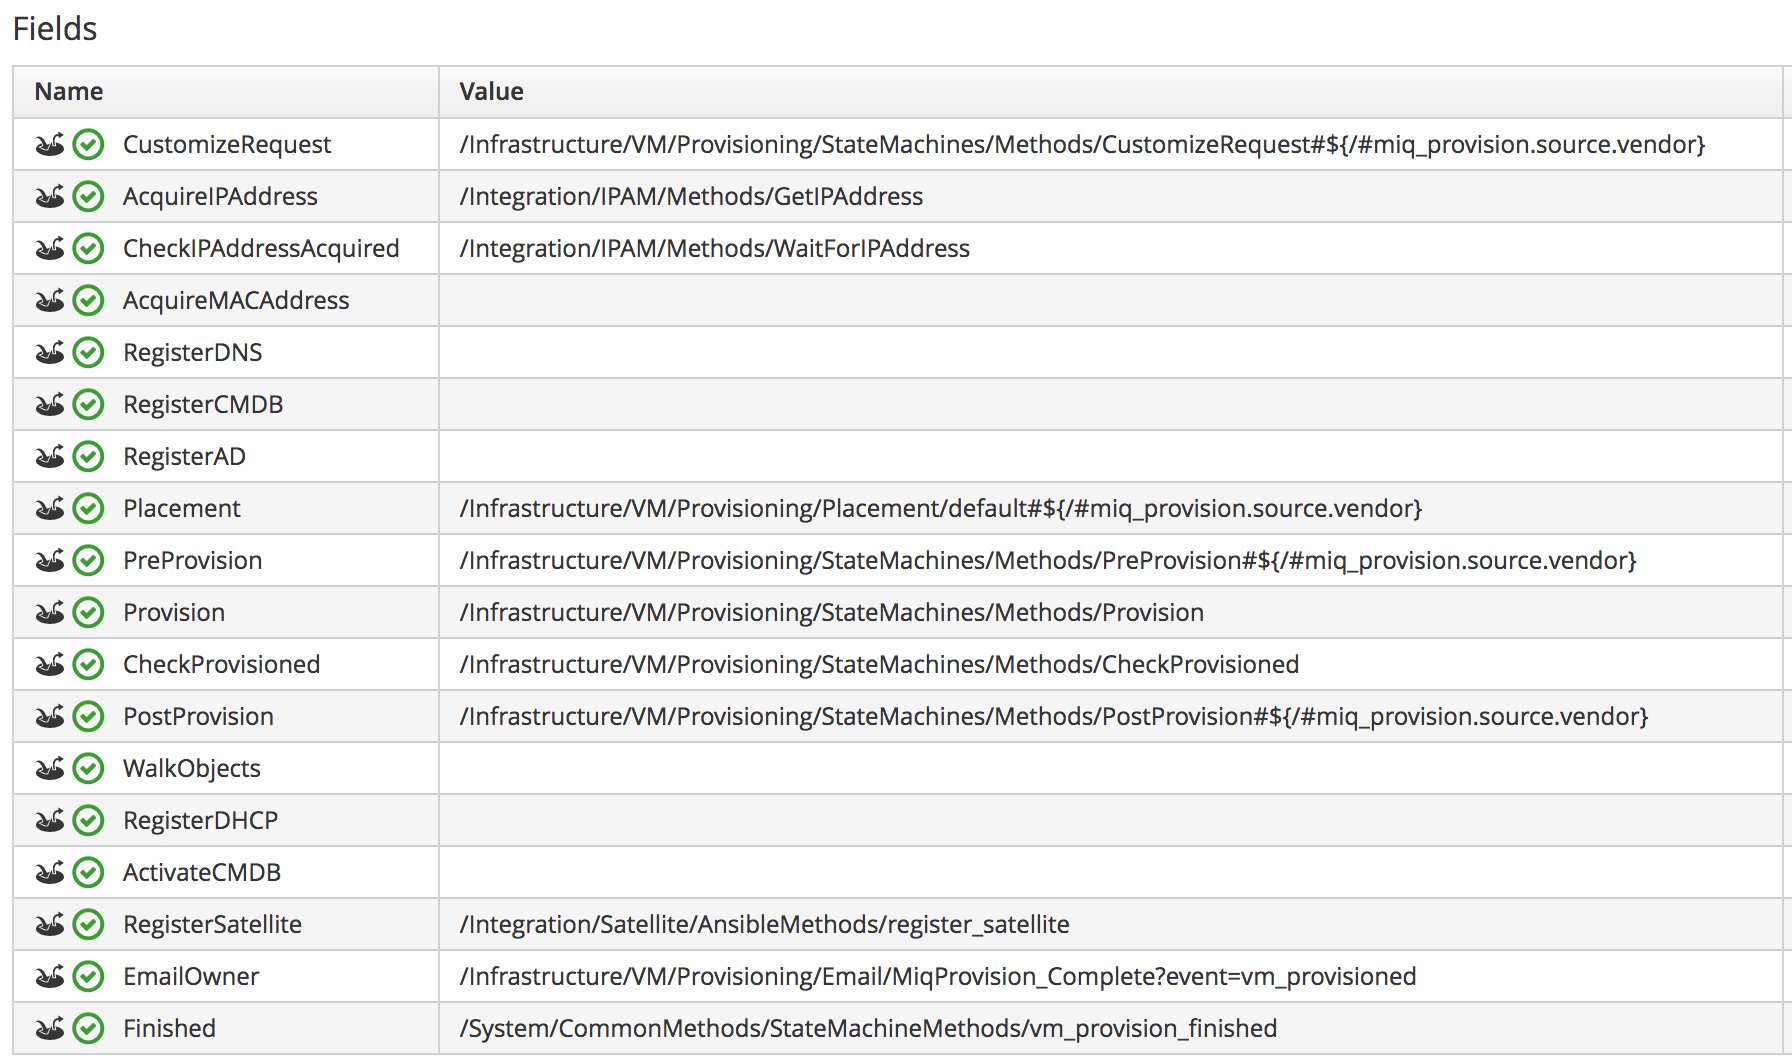 Fields
Name Value
CustomizeRequest /Infrastructure/VM/Provisioning/StateMachines/Methods/CustomizeRequest#${/#miq_provision.source.vendor}
AcquireIPAddress /Integration/IPAM/Methods/GetIPAddress
CheckIPAddressAcquired /Integration/IPAM/Methods/WaitForIPAddress
AcquireMACAddress
RegisterDNS
RegisterCMDB
RegisterAD
Placement /Infrastructure/VM/Provisioning/Placement/default#${/#miq_provision.source.vendor}
PreProvision /Infrastructure/VM/Provisioning/StateMachines/Methods/PreProvision#${/#miq_provision.source.vendor}
Provision /Infrastructure/VM/Provisioning/StateMachines/Methods/Provision
CheckProvisioned /Infrastructure/VM/Provisioning/StateMachines/Methods/CheckProvisioned
PostProvision /Infrastructure/VM/Provisioning/StateMachines/Methods/PostProvision#${/#miq_provision.source.vendor}
WalkObjects
RegisterDHCP
ActivateCMDB
RegisterSatellite /Integration/Satellite/AnsibleMethods/register_satellite
EmailOwner /Infrastructure/VM/Provisioning/Email/MiqProvision_Complete?event=vm_provisioned
Finished /System/CommonMethods/StateMachineMethods/vm_provision_finished